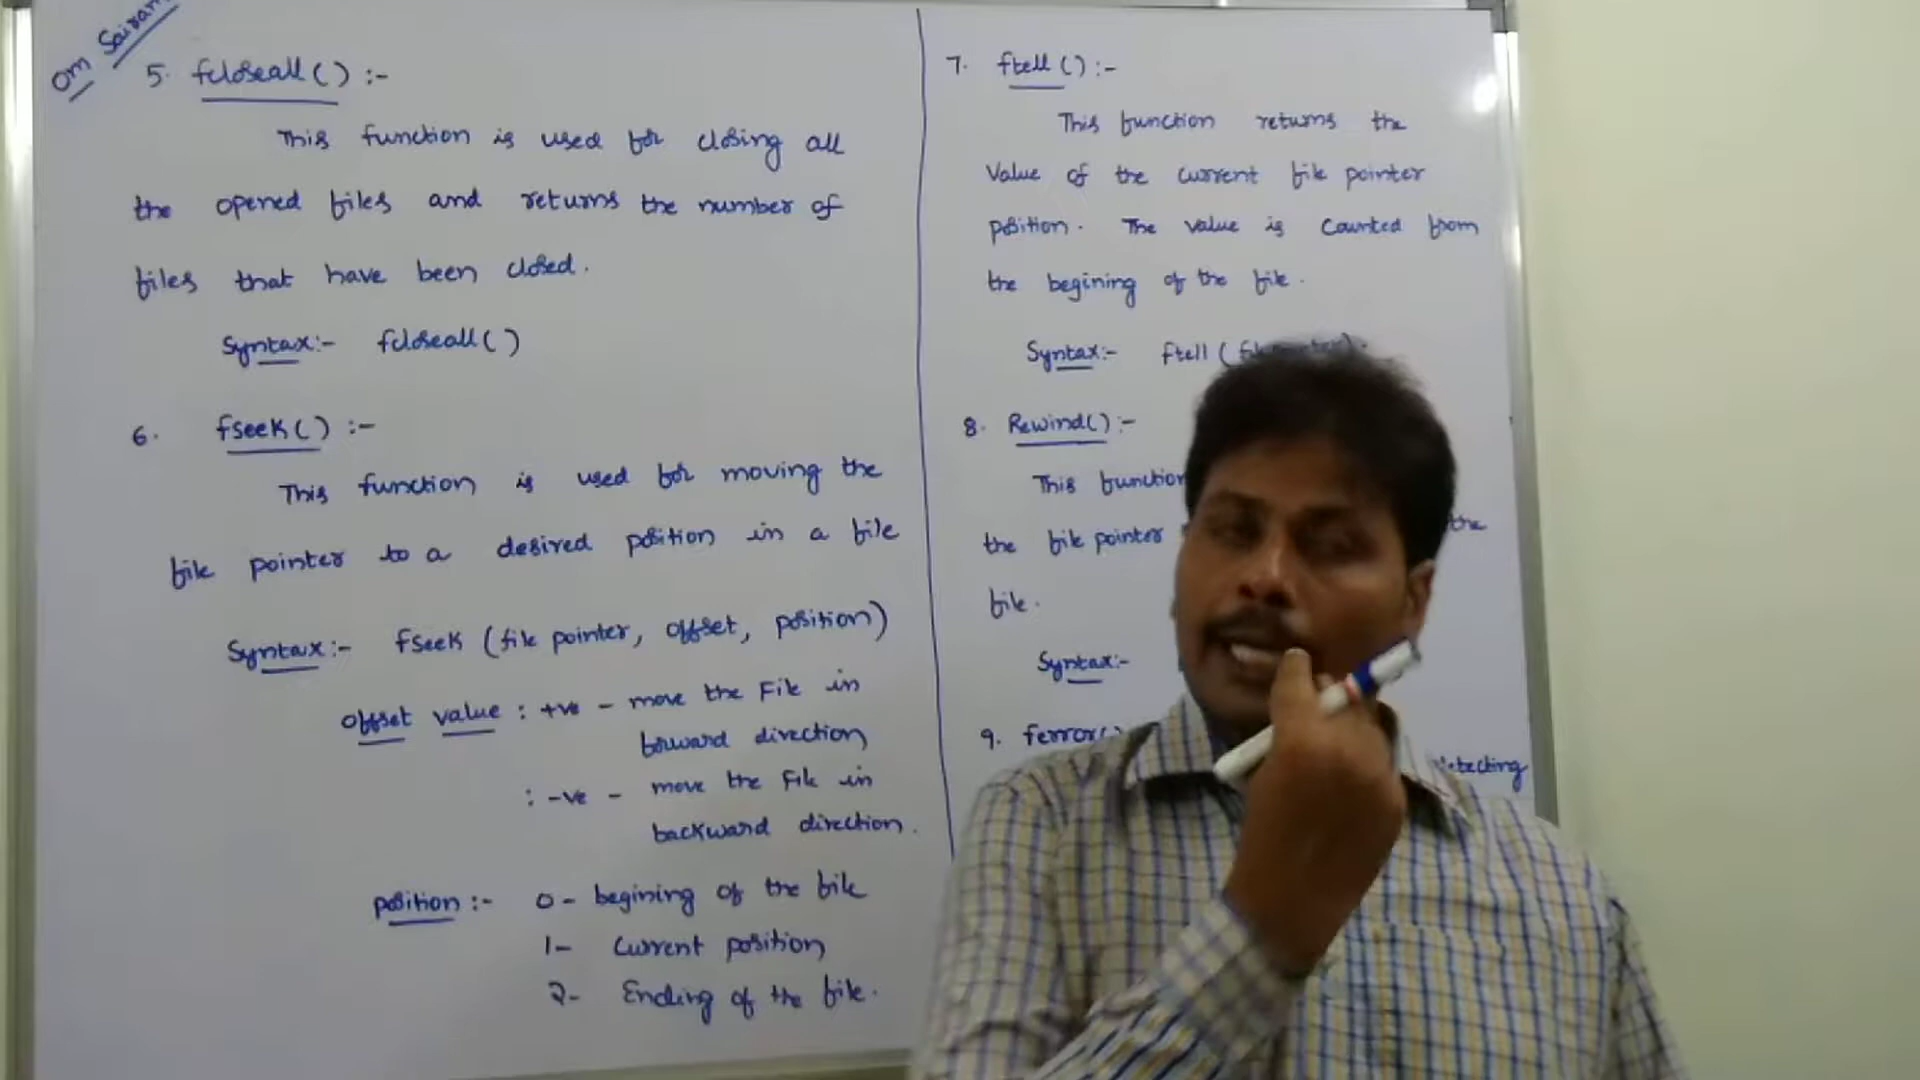 Om Sairam
5. fcloseall() :-
This function is used for closing all
the opened files and returns the number of
files that have been closed.
Syntax:- fcloseall()
6. fseek() :-
This function is used for moving the
file pointer to a desired position in a file
Syntax:- fseek (file pointer, offset, position)
offset value : +ve - move the File in
forward direction
: -ve - move the File in
backward direction.
position :- 0 - begining of the file
1- Current position
2- Ending of the file.
7. ftell() :-
This function returns the
Value of the current file pointer
position. The value is Counted from
the begining of the file.
Syntax:- ftell (
8. Rewind() :-
This function
the file pointer the
file.
Syntax:-
9. ferror()
detecting